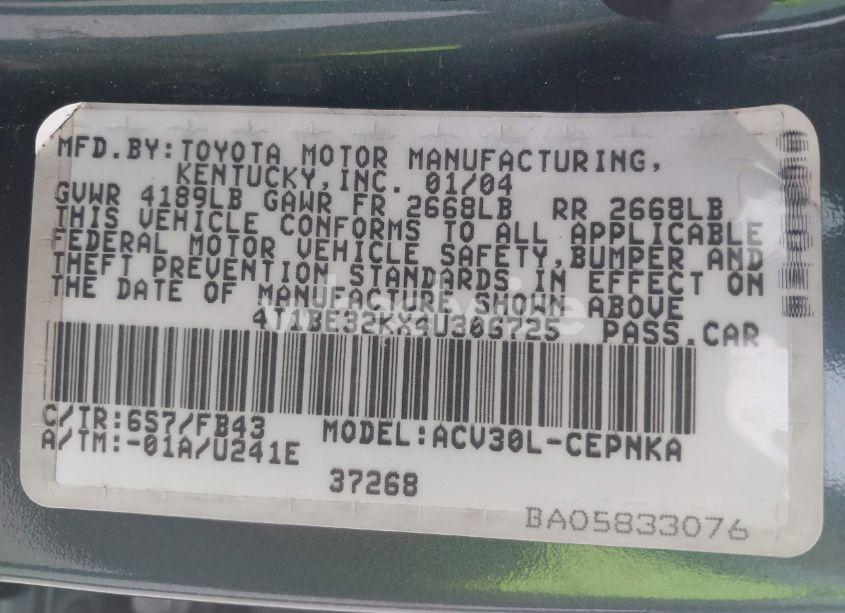 MFD.BY:TOYOTA MOTOR MANUFACTURING,
KENTUCKY,INC. 01/04
GVWR 4189LB GAWR FR 2668LB RR 2668LB
THIS VEHICLE CONFORMS TO ALL APPLICABLE
FEDERAL MOTOR VEHICLE SAFETY,BUMPER AND
THEFT PREVENTION STANDARDS IN EFFECT ON
THE DATE OF MANUFACTURE SHOWN ABOVE
4T1BE32KX4U306725 PASS.CAR
C/TR:6S7/FB43 MODEL:ACV30L-CEPNKA
A/TM:-01A/U241E
37268
BA05833076